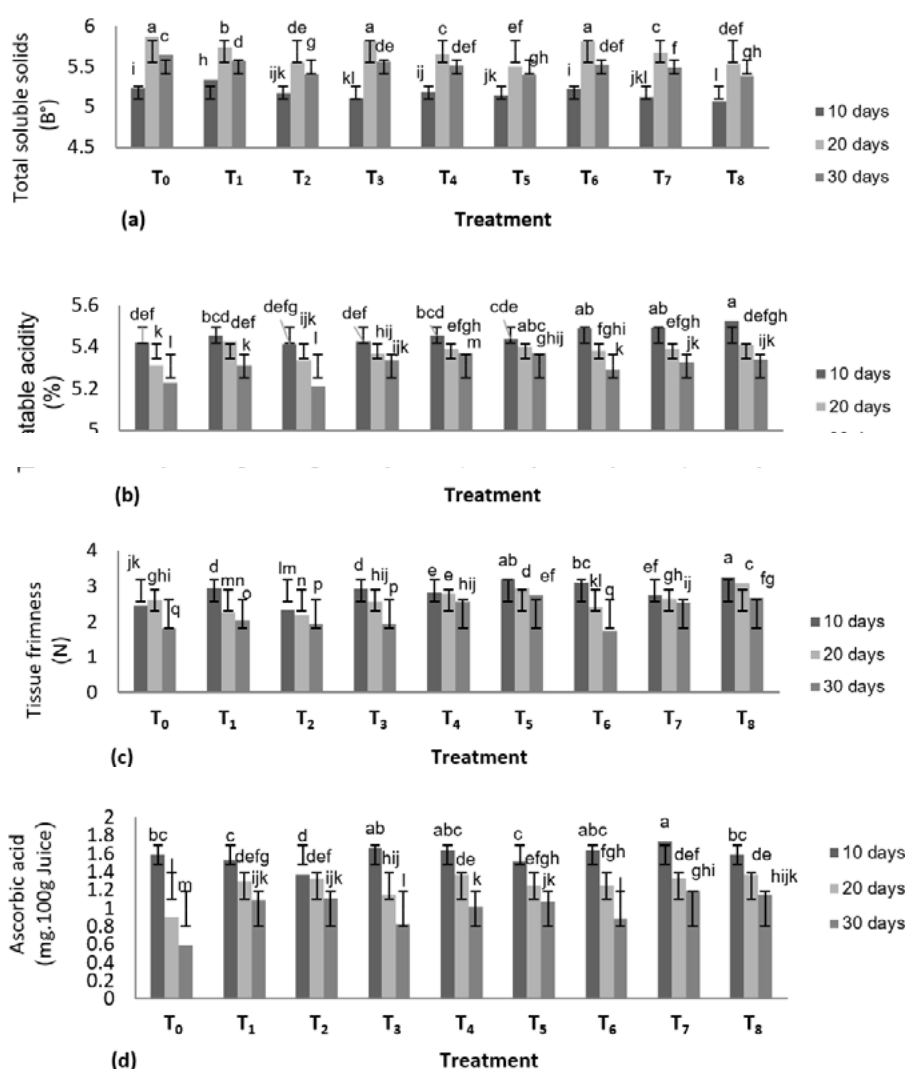 6
5.5
5
4.5
Total soluble solids
(B°)
i a c
h b d
ijk de g
kl a de
ij c def
jk ef gh
i a def
jkl c f
l def gh
10 days
20 days
30 days
T0 T1 T2 T3 T4 T5 T6 T7 T8
(a) Treatment
5.6
5.4
5.2
5
atable acidity
(%)
def k l
bcd def k
defg ijk l
def hij ijk
bcd efgh m
cde abc ghij
ab fghi k
ab efgh jk
a defgh ijk
10 days
20 days
(b) Treatment
4
3
2
1
0
Tissue frimness
(N)
jk ghi q
d mn o
lm n p
d hij p
e e hij
ab d ef
bc kl q
ef gh ij
a c fg
10 days
20 days
30 days
T0 T1 T2 T3 T4 T5 T6 T7 T8
(c) Treatment
2
1.8
1.6
1.4
1.2
1
0.8
0.6
0.4
0.2
0
Ascorbic acid
(mg.100g Juice)
bc l m
c defg ijk
d def ijk
ab hij l
abc de k
c efgh jk
abc fgh l
a def ghi
bc de hijk
10 days
20 days
30 days
T0 T1 T2 T3 T4 T5 T6 T7 T8
(d) Treatment